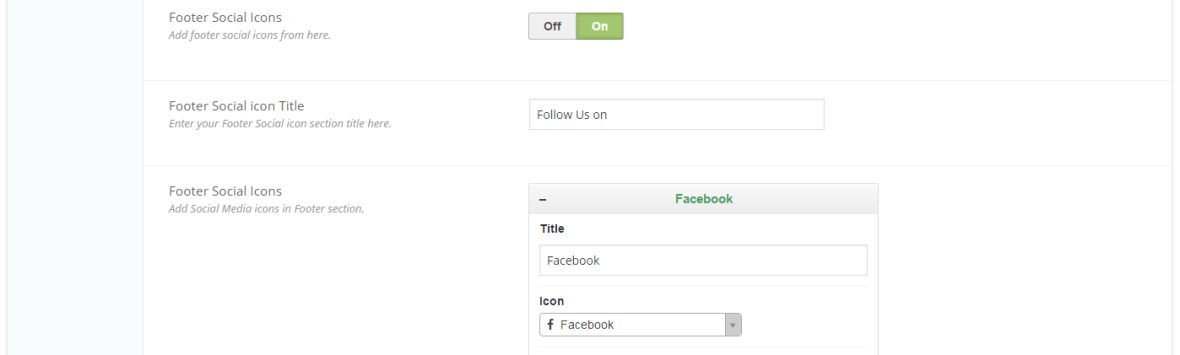 Footer Social Icons
Add footer social icons from here.
Off On
Footer Social icon Title
Enter your Footer Social icon section title here.
Follow Us on
Footer Social Icons
Add Social Media icons in Footer section.
– Facebook
Title
Facebook
Icon
Facebook